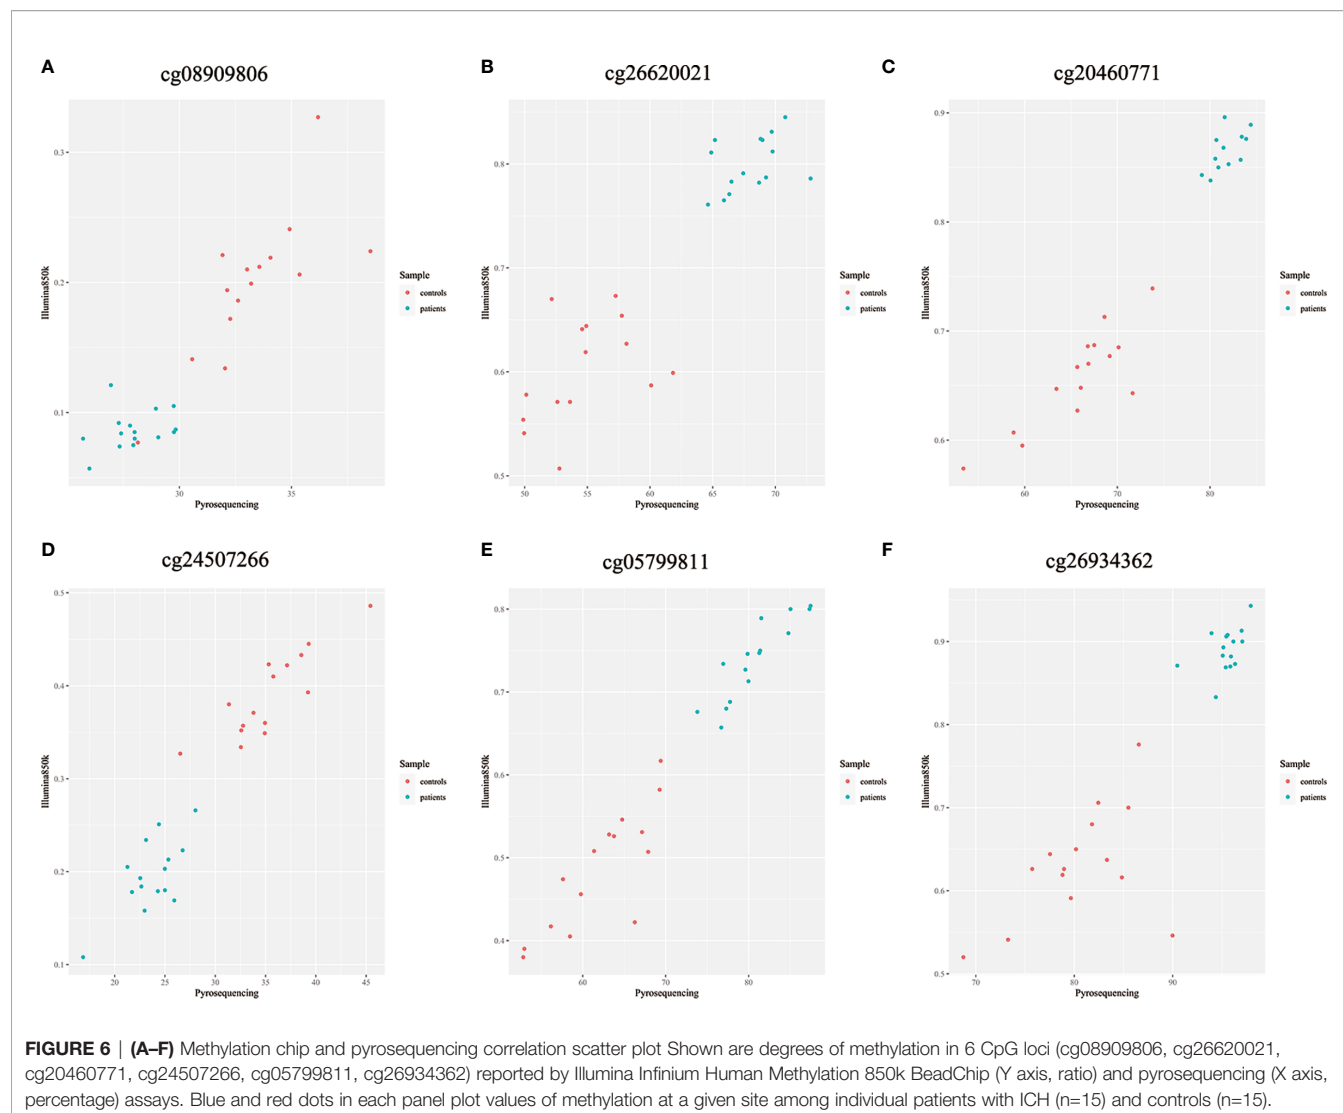 A
cg08909806
0.3
0.2
0.1
Illumina850k
30
35
Pyrosequencing
Sample
controls
patients
B
cg26620021
0.8
0.7
0.6
0.5
Illumina850k
50
55
60
65
70
Pyrosequencing
Sample
controls
patients
C
cg20460771
0.9
0.8
0.7
0.6
Illumina850k
60
70
80
Pyrosequencing
Sample
controls
patients
D
cg24507266
0.5
0.4
0.3
0.2
0.1
Illumina850k
20
25
30
35
40
45
Pyrosequencing
Sample
controls
patients
E
cg05799811
0.8
0.7
0.6
0.5
0.4
Illumina850k
60
70
80
Pyrosequencing
Sample
controls
patients
F
cg26934362
0.9
0.8
0.7
0.6
0.5
Illumina850k
70
80
90
Pyrosequencing
Sample
controls
patients
FIGURE 6 | (A–F) Methylation chip and pyrosequencing correlation scatter plot Shown are degrees of methylation in 6 CpG loci (cg08909806, cg26620021,
cg20460771, cg24507266, cg05799811, cg26934362) reported by Illumina Infinium Human Methylation 850k BeadChip (Y axis, ratio) and pyrosequencing (X axis,
percentage) assays. Blue and red dots in each panel plot values of methylation at a given site among individual patients with ICH (n=15) and controls (n=15).